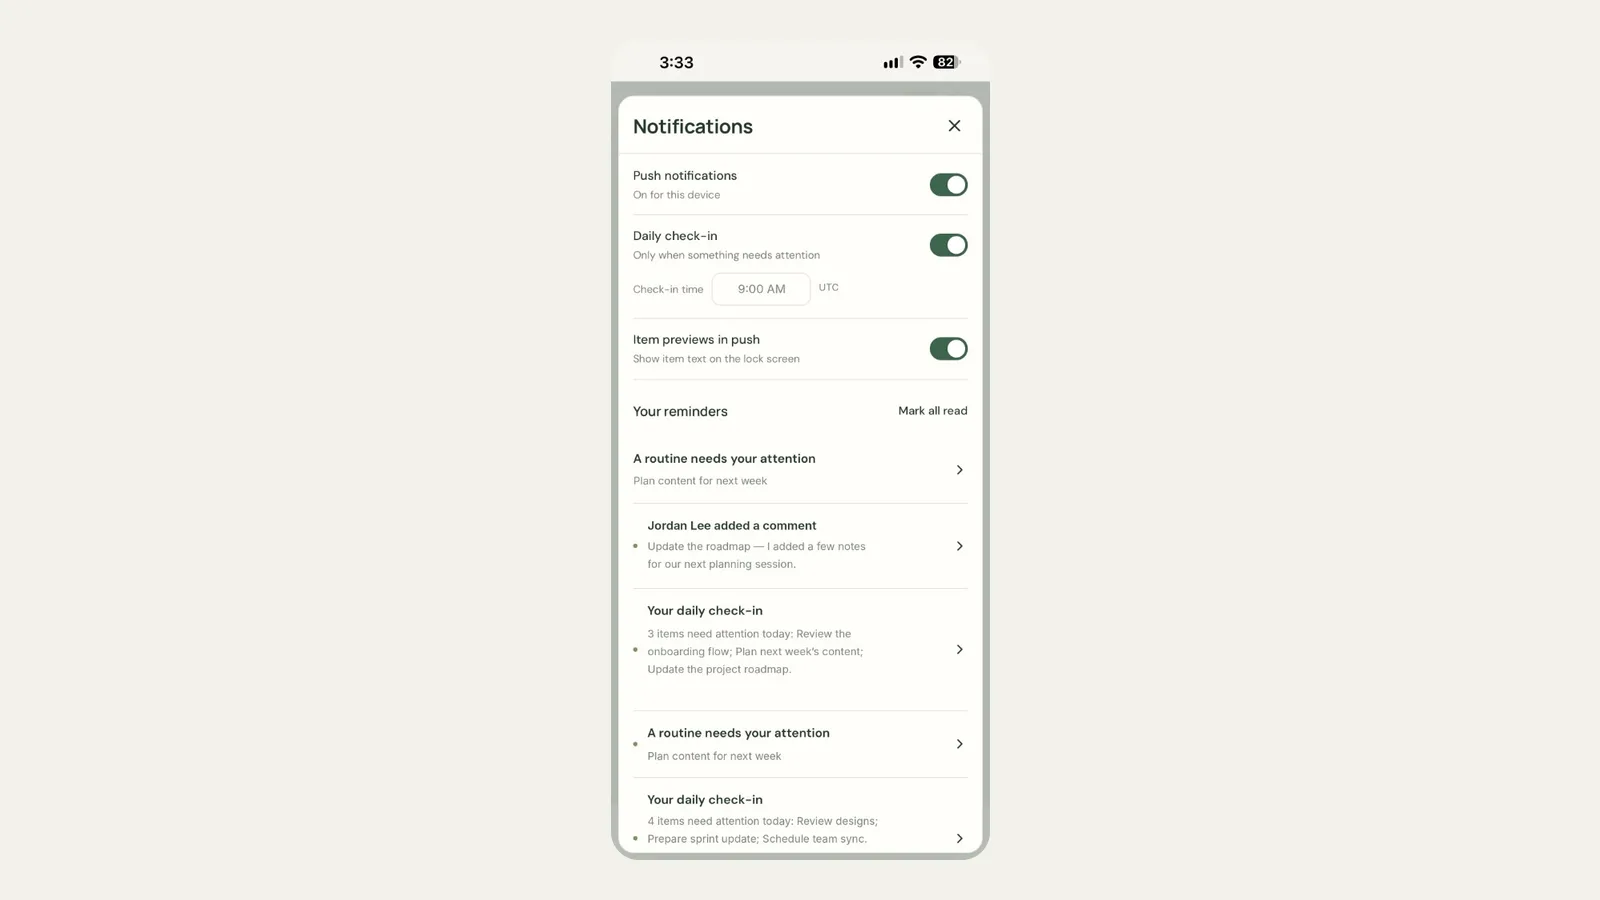 3:33
82
Notifications
Push notifications
On for this device
Daily check-in
Only when something needs attention
Check-in time 9:00 AM UTC
Item previews in push
Show item text on the lock screen
Your reminders Mark all read
A routine needs your attention
Plan content for next week
Jordan Lee added a comment
Update the roadmap — I added a few notes
for our next planning session.
Your daily check-in
3 items need attention today: Review the
onboarding flow; Plan next week's content;
Update the project roadmap.
A routine needs your attention
Plan content for next week
Your daily check-in
4 items need attention today: Review designs;
Prepare sprint update; Schedule team sync.